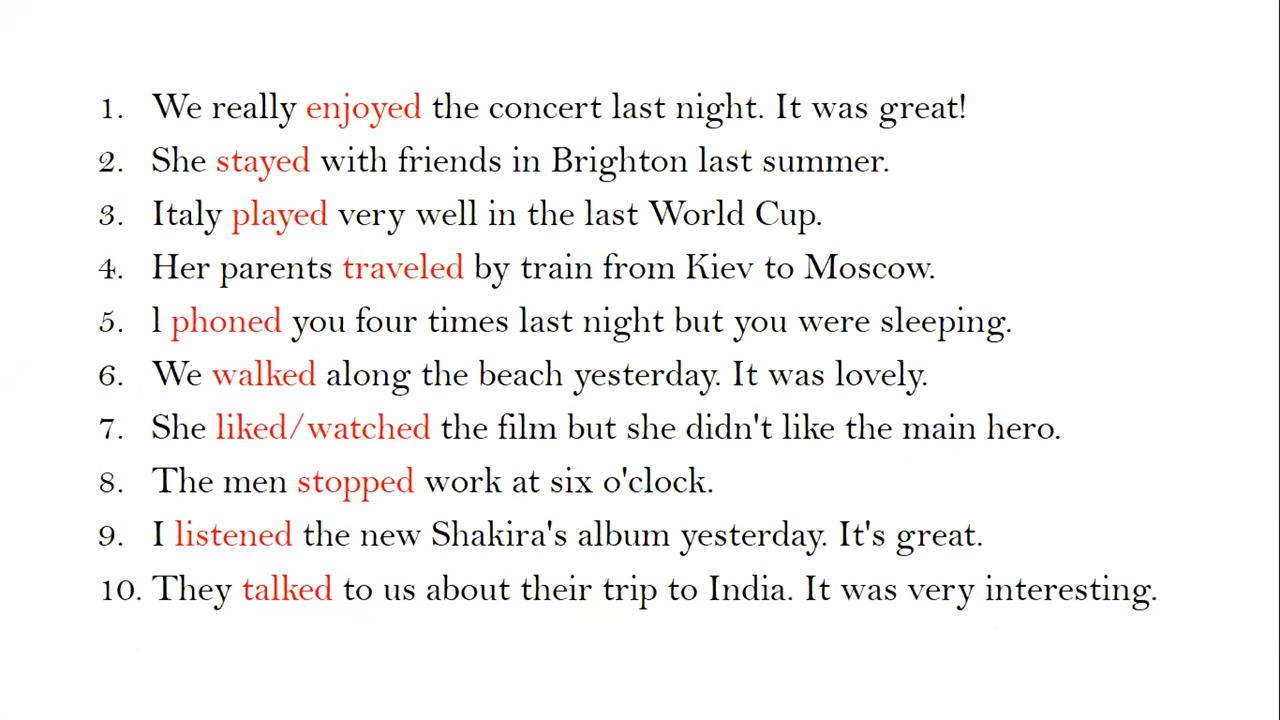 1. We really enjoyed the concert last night. It was great!
2. She stayed with friends in Brighton last summer.
3. Italy played very well in the last World Cup.
4. Her parents traveled by train from Kiev to Moscow.
5. l phoned you four times last night but you were sleeping.
6. We walked along the beach yesterday. It was lovely.
7. She liked/watched the film but she didn't like the main hero.
8. The men stopped work at six o'clock.
9. I listened the new Shakira's album yesterday. It's great.
10. They talked to us about their trip to India. It was very interesting.